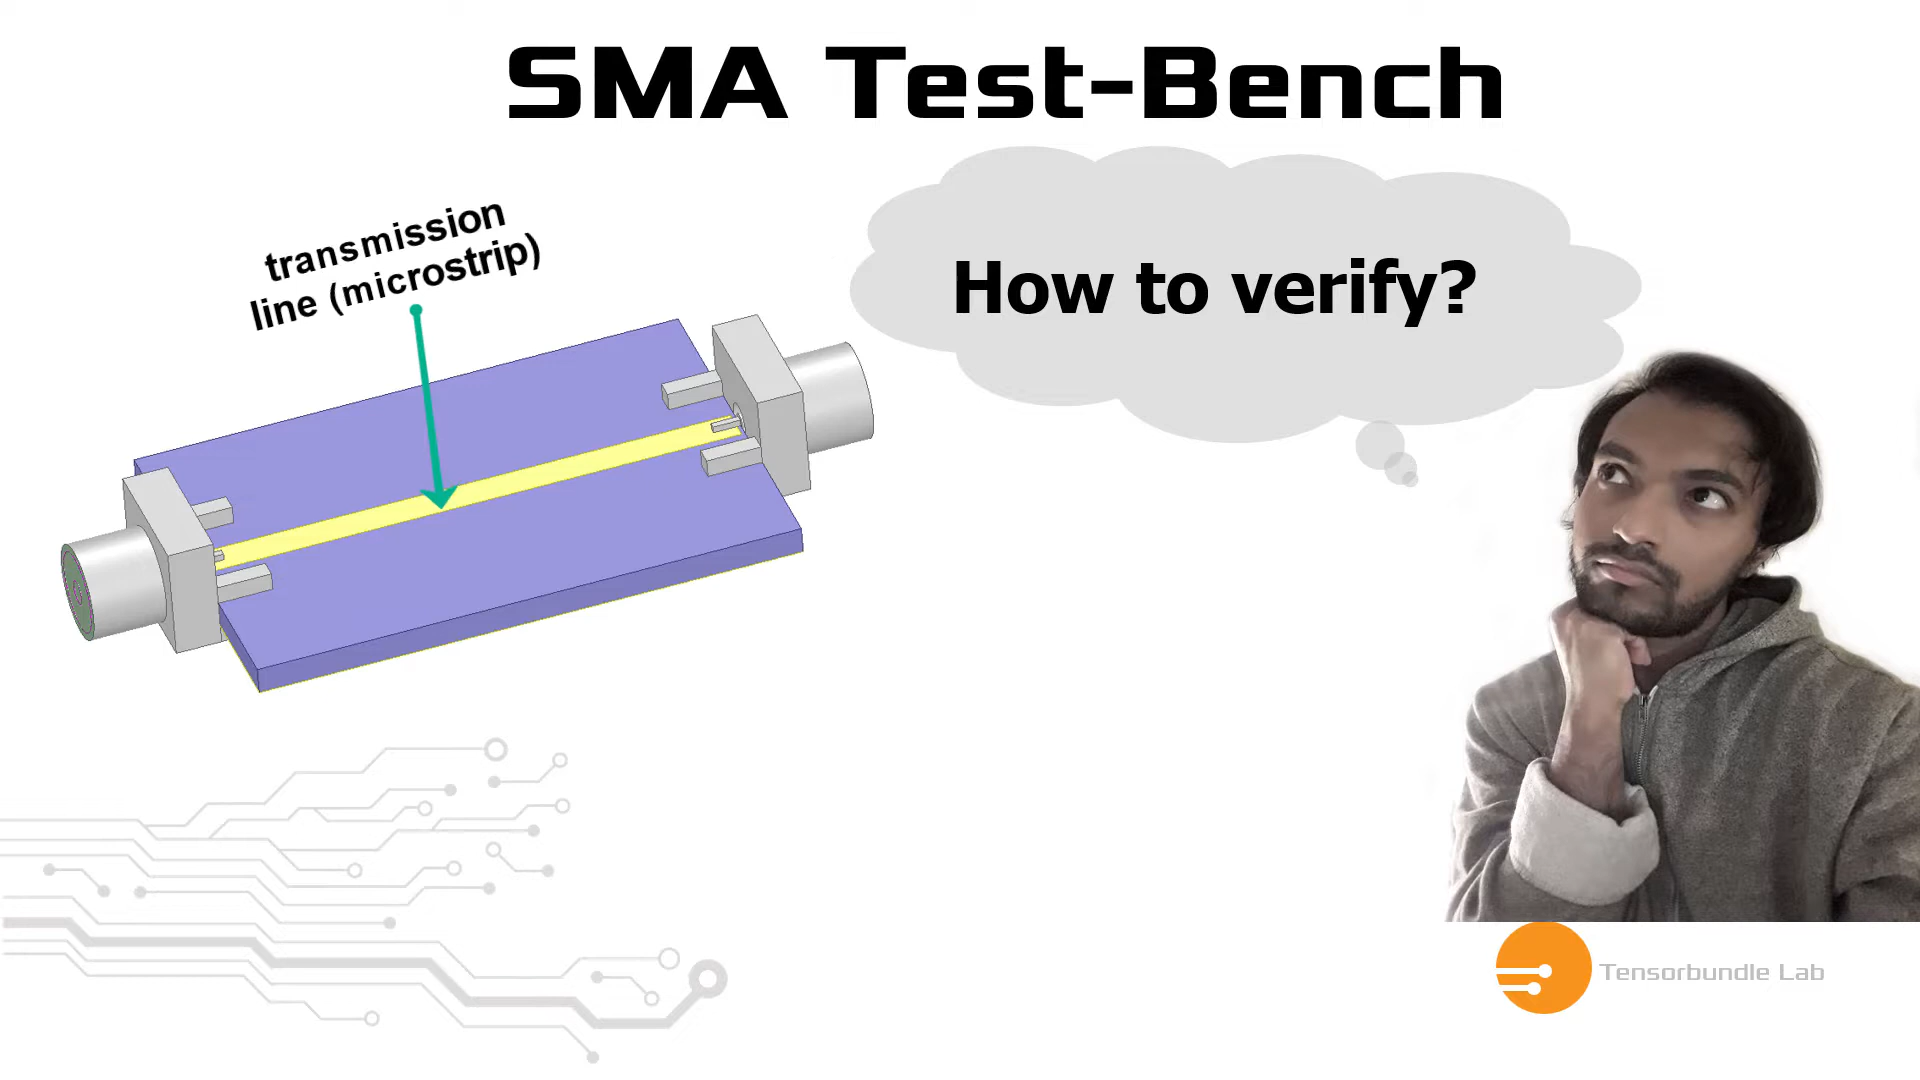 SMA Test-Bench
transmission
line (microstrip)
How to verify?
Tensorbundle Lab